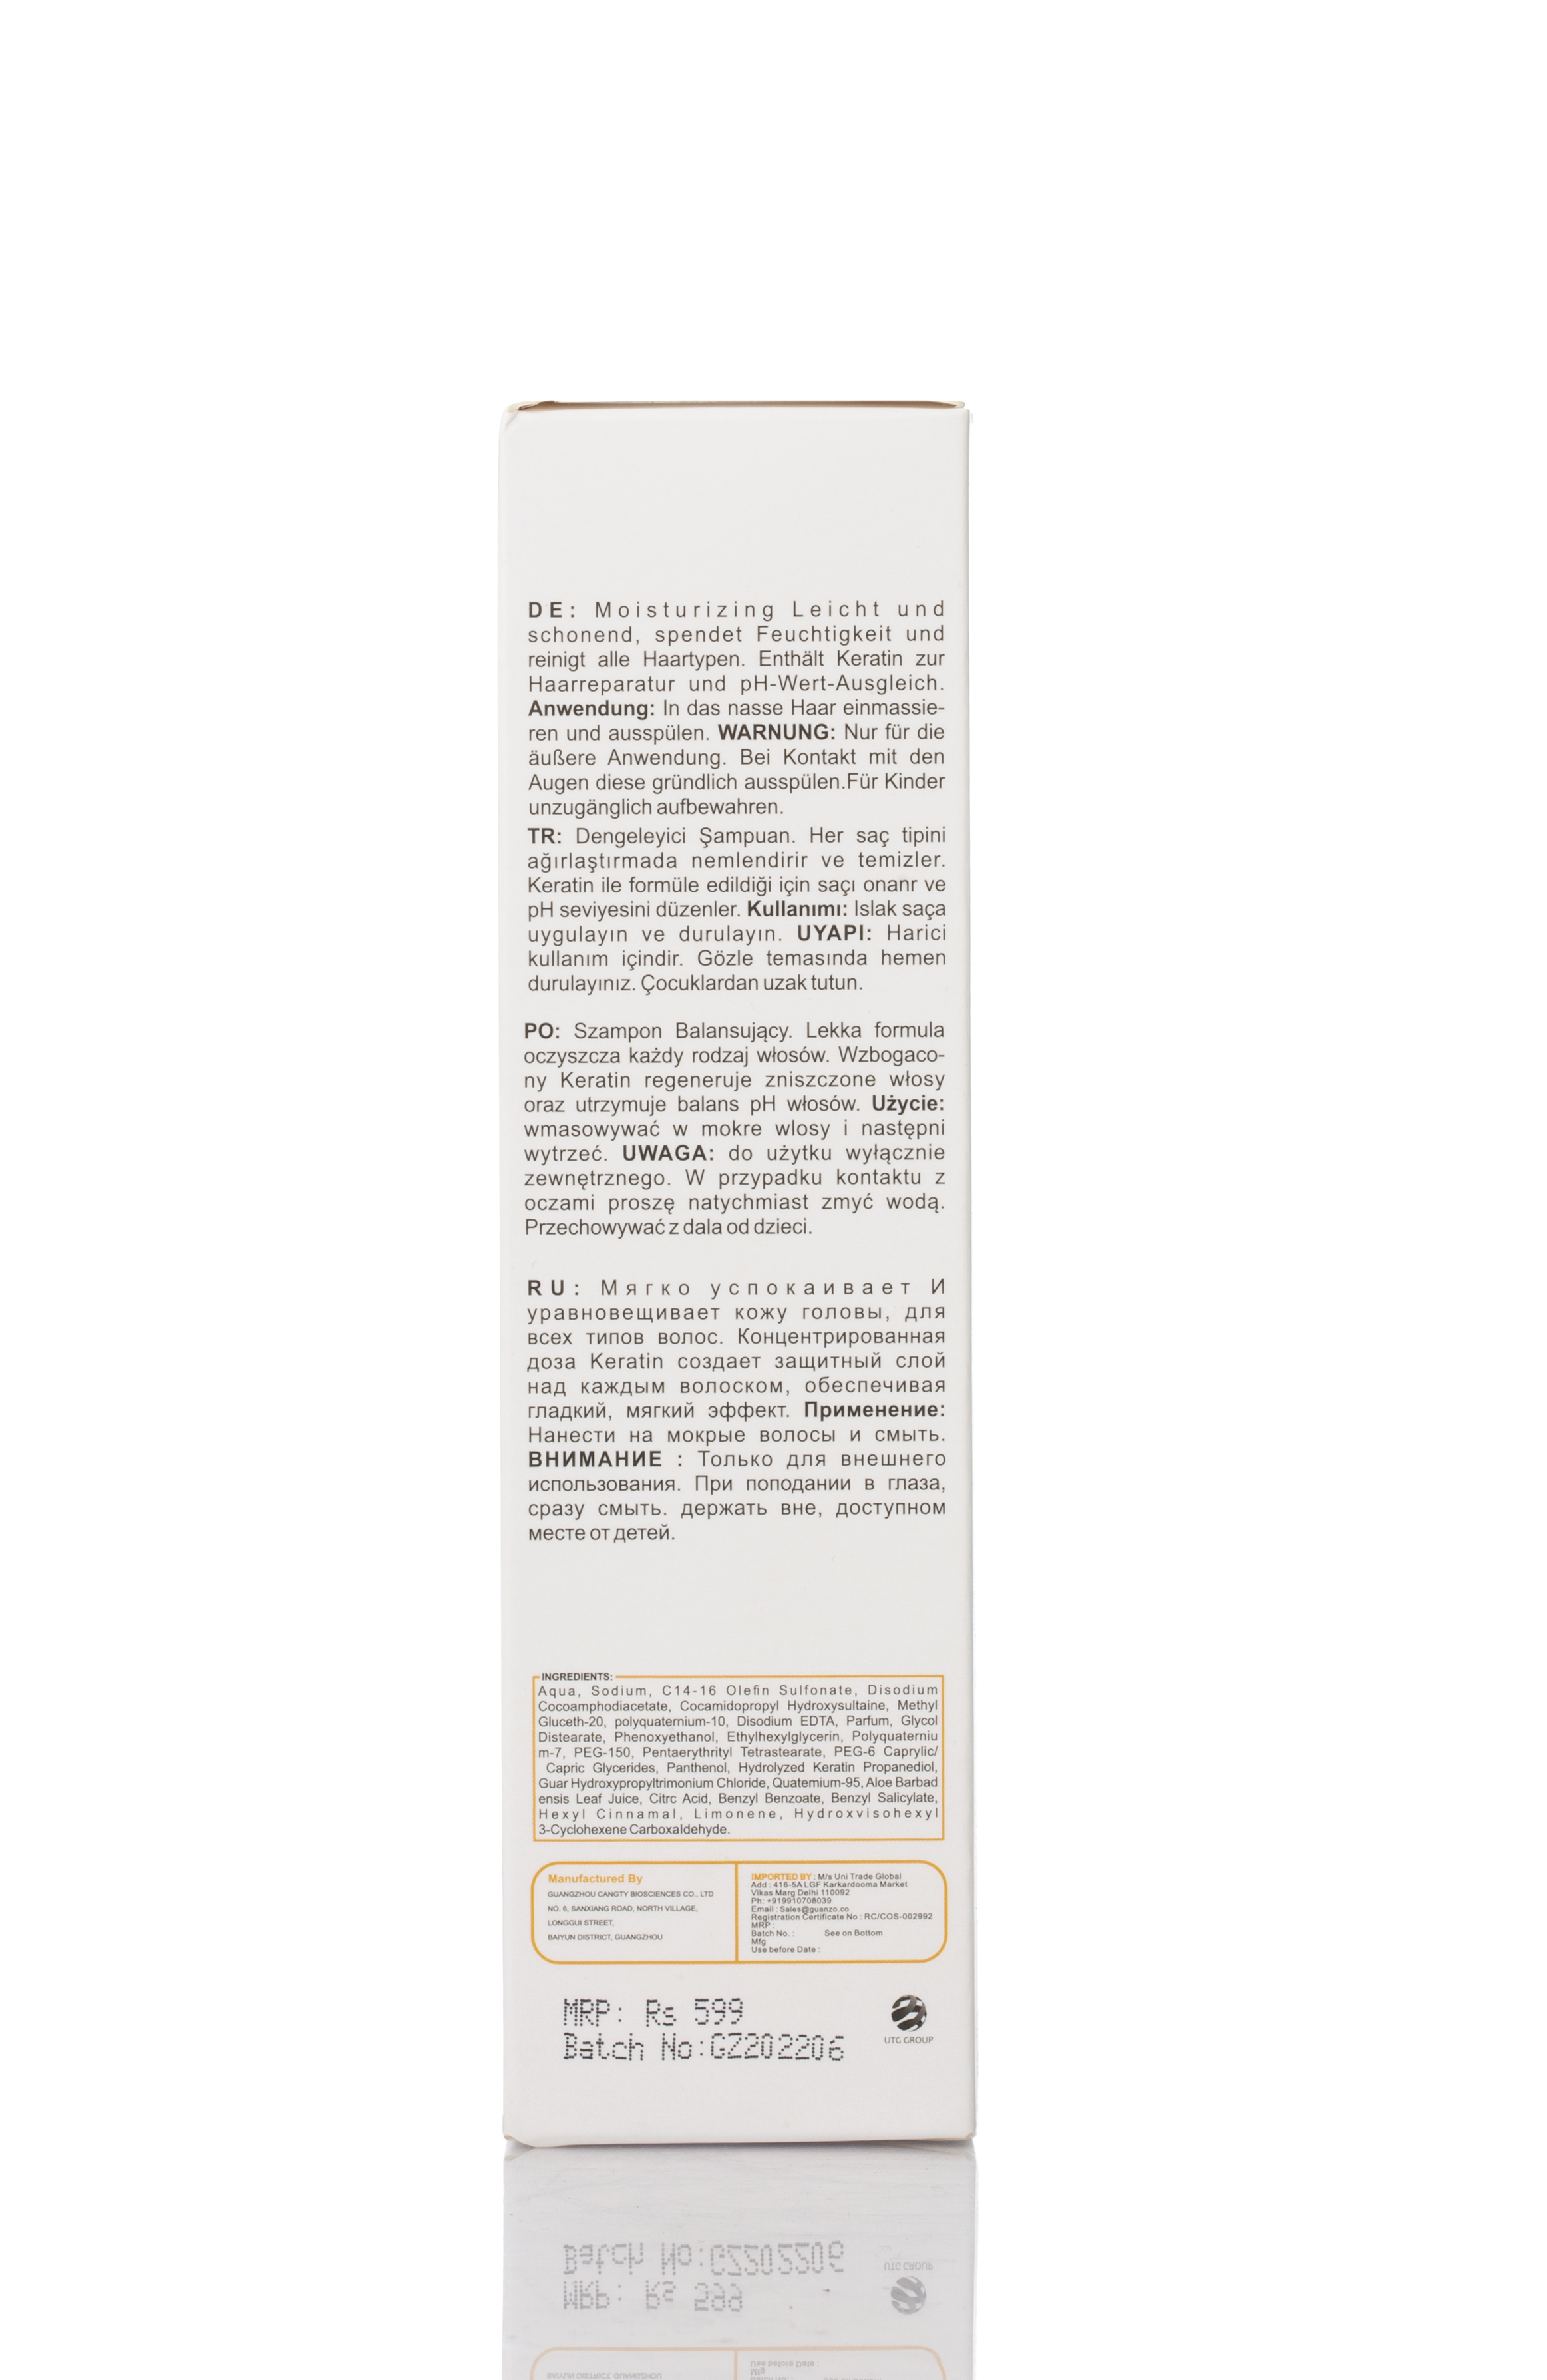 DE: Moisturizing Leicht und
schonend, spendet Feuchtigkeit und
reinigt alle Haartypen. Enthält Keratin zur
Haarreparatur und pH-Wert-Ausgleich.
Anwendung: In das nasse Haar einmassie-
ren und ausspülen. WARNUNG: Nur für die
äußere Anwendung. Bei Kontakt mit den
Augen diese gründlich ausspülen.Für Kinder
unzugänglich aufbewahren.
TR: Dengeleyici Şampuan. Her saç tipini
ağırlaştırmada nemlendirir ve temizler.
Keratin ile formüle edildiği için saçı onanr ve
pH seviyesini düzenler. Kullanımı: Islak saça
uygulayın ve durulayın. UYAPI: Harici
kullanım içindir. Gözle temasında hemen
durulayınız. Çocuklardan uzak tutun.
PO: Szampon Balansujący. Lekka formula
oczyszcza każdy rodzaj włosów. Wzbogaco-
ny Keratin regeneruje zniszczone włosy
oraz utrzymuje balans pH włosów. Użycie:
wmasowywać w mokre wlosy i następni
wytrzeć. UWAGA: do użytku wyłącznie
zewnętrznego. W przypadku kontaktu z
oczami proszę natychmiast zmyć wodą.
Przechowywać z dala od dzieci.
RU: Мягко успокаивает И
уравновещивает кожу головы, для
всех типов волос. Концентрированная
доза Keratin создает защитный слой
над каждым волоском, обеспечивая
гладкий, мягкий эффект. Применение:
Нанести на мокрые волосы и смыть.
ВНИМАНИЕ : Только для внешнего
использования. При поподании в глаза,
сразу смыть. держать вне, доступном
месте от детей.
INGREDIENTS:
Aqua, Sodium, C14-16 Olefin Sulfonate, Disodium
Cocoamphodiacetate, Cocamidopropyl Hydroxysultaine, Methyl
Gluceth-20, polyquaternium-10, Disodium EDTA, Parfum, Glycol
Distearate, Phenoxyethanol, Ethylhexylglycerin, Polyquaterniu
m-7, PEG-150, Pentaerythrityl Tetrastearate, PEG-6 Caprylic/
Capric Glycerides, Panthenol, Hydrolyzed Keratin Propanediol,
Guar Hydroxypropyltrimonium Chloride, Quatemium-95, Aloe Barbad
ensis Leaf Juice, Citrc Acid, Benzyl Benzoate, Benzyl Salicylate,
Hexyl Cinnamal, Limonene, Hydroxvisohexyl
3-Cyclohexene Carboxaldehyde.
Manufactured By
GUANGZHOU CANGTY BIOSCIENCES CO., LTD
NO. 6, SANXIANG ROAD, NORTH VILLAGE,
LONGGUI STREET,
BAIYUN DISTRICT, GUANGZHOU
IMPORTED BY : M/s Uni Trade Global
Add : 416-5A LGF Karkardooma Market
Vikas Marg Delhi 110092
Ph: +919910708039
Email : Sales@guanzo.co
Registration Certificate No : RC/COS-002992
MRP :
Batch No. : See on Bottom
Mfg
Use before Date :
MRP: Rs 599
Batch No:GZ202206
UTG GROUP